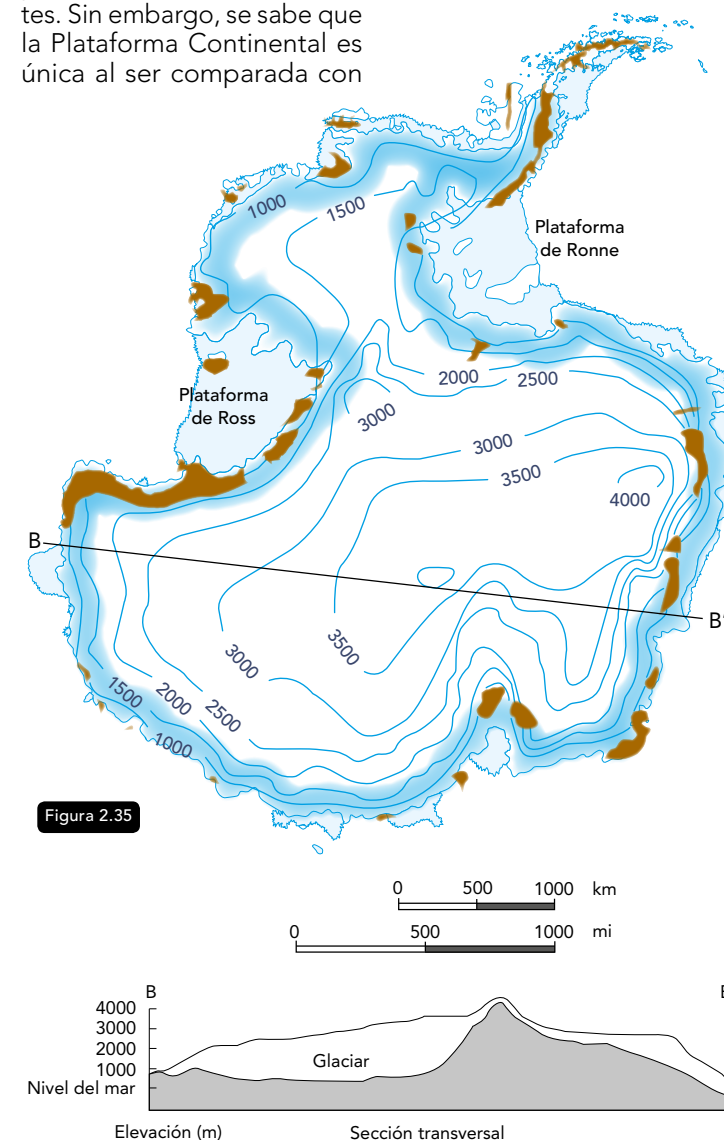 tes. Sin embargo, se sabe que
la Plataforma Continental es
única al ser comparada con
1000
1500
Plataforma
de Ronne
Plataforma
de Ross
2000
2500
3000
3000
3500
4000
B
B'
3000
3500
1500
2000
2500
1000
Figura 2.35
0 500 1000 km
0 500 1000 mi
B
4000
3000
2000
1000
Nivel del mar
Glaciar
Elevación (m)
Sección transversal